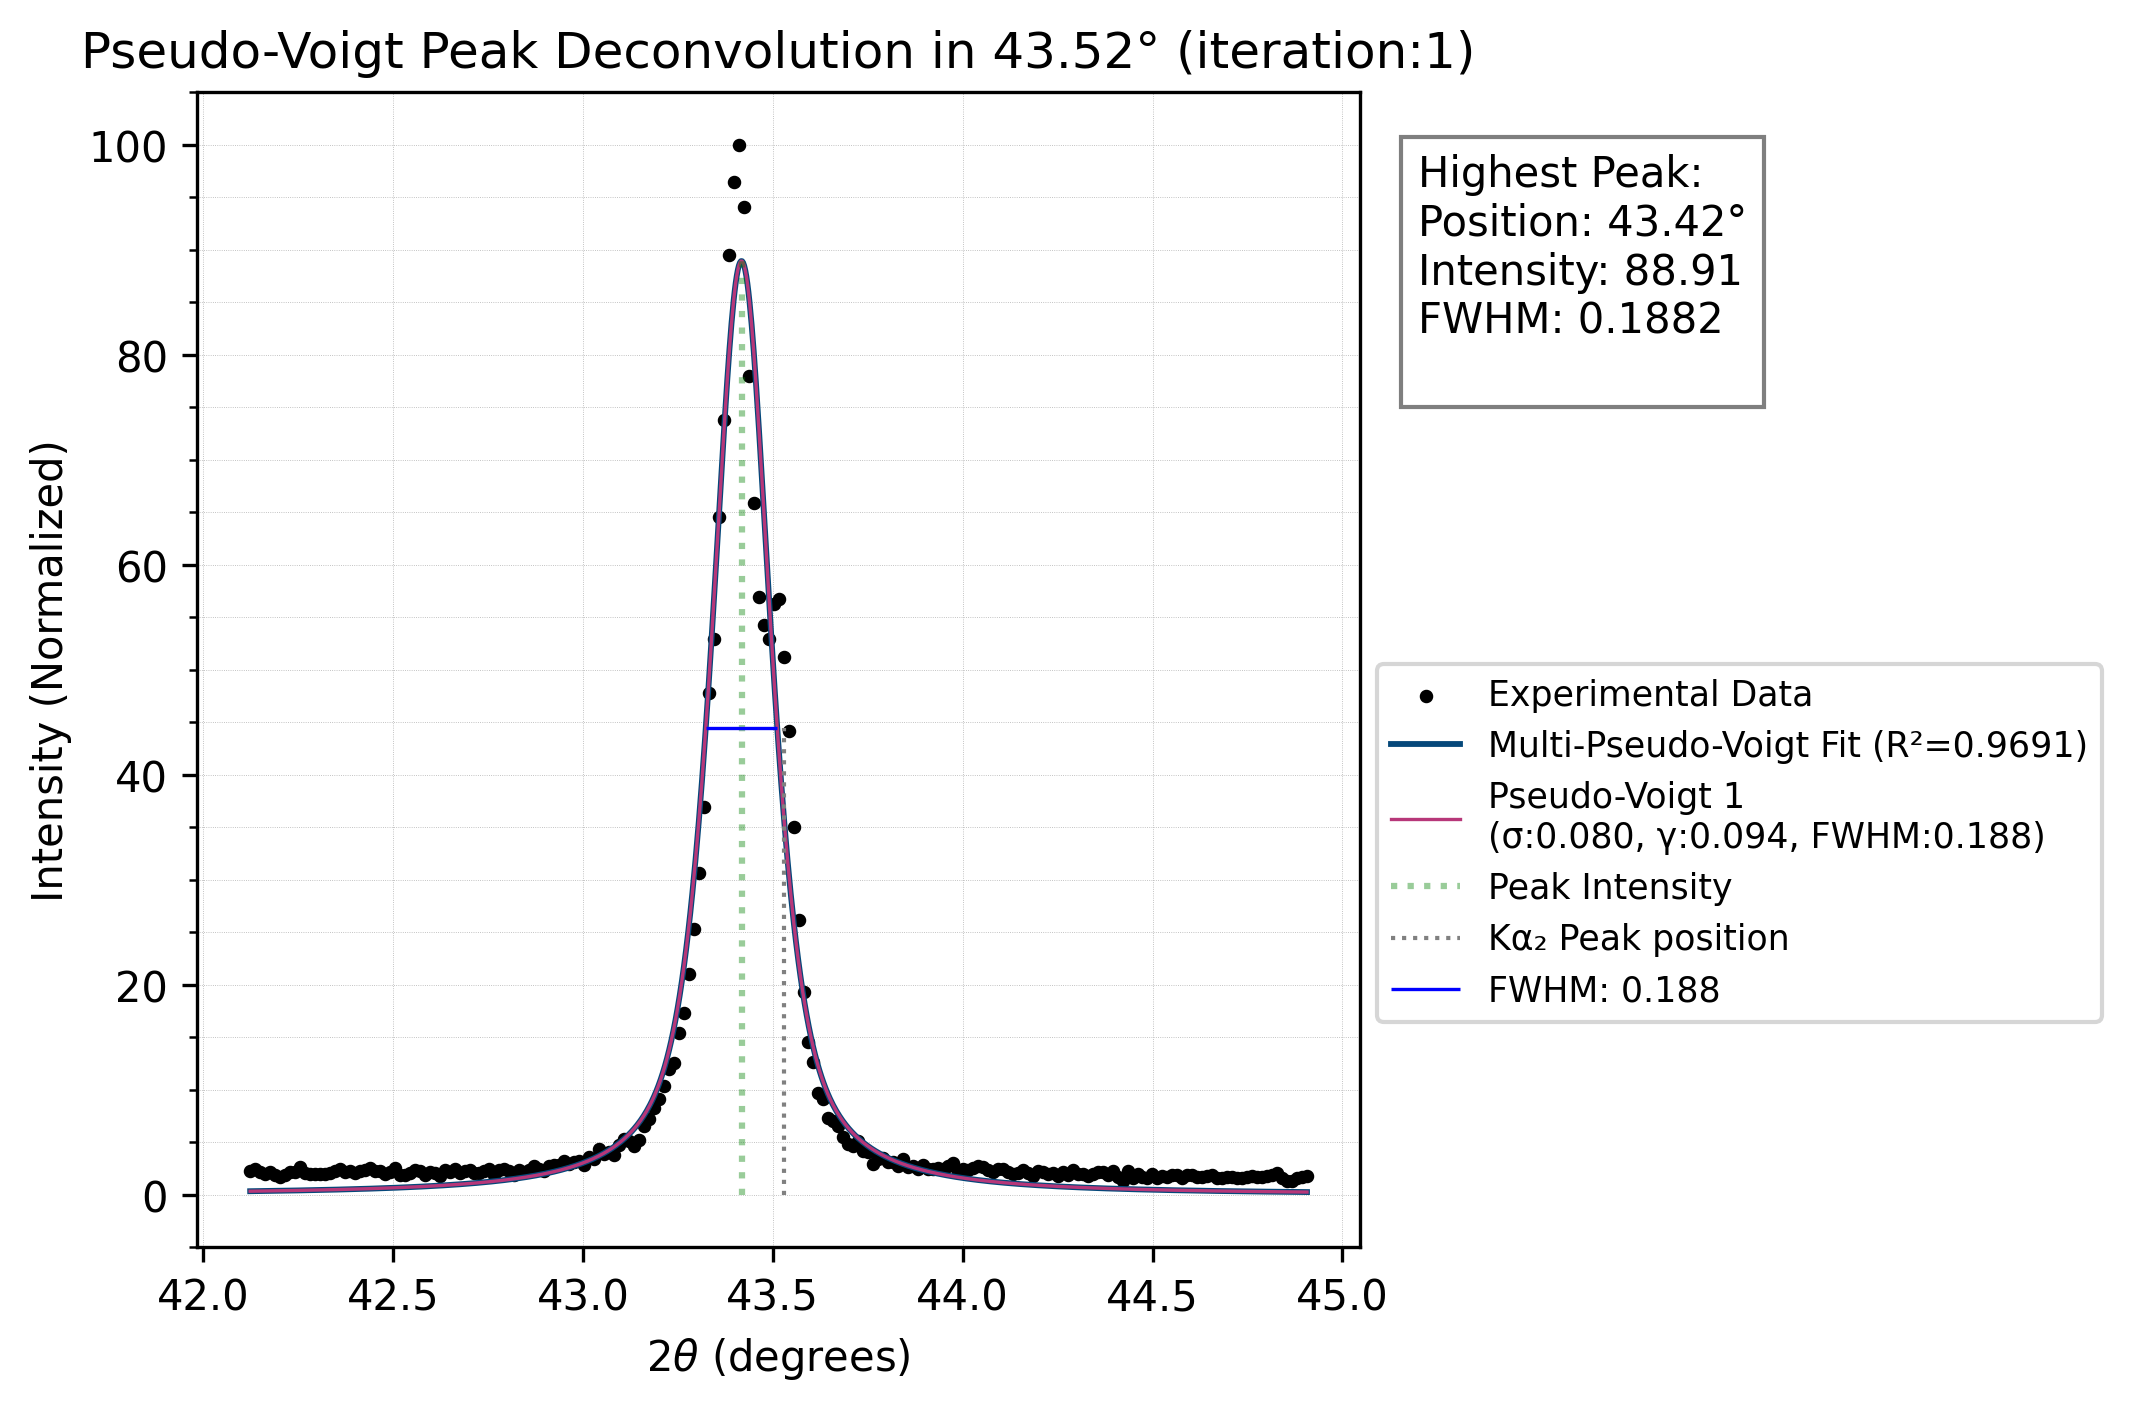 Pseudo-Voigt Peak Deconvolution in 43.52° (iteration:1)
Highest Peak:
Position: 43.42°
Intensity: 88.91
FWHM: 0.1882
Intensity (Normalized)
100
80
60
40
20
0
42.0 42.5 43.0 43.5 44.0 44.5 45.0
2θ (degrees)
Experimental Data
Multi-Pseudo-Voigt Fit (R²=0.9691)
Pseudo-Voigt 1
(σ:0.080, γ:0.094, FWHM:0.188)
Peak Intensity
Kα₂ Peak position
FWHM: 0.188